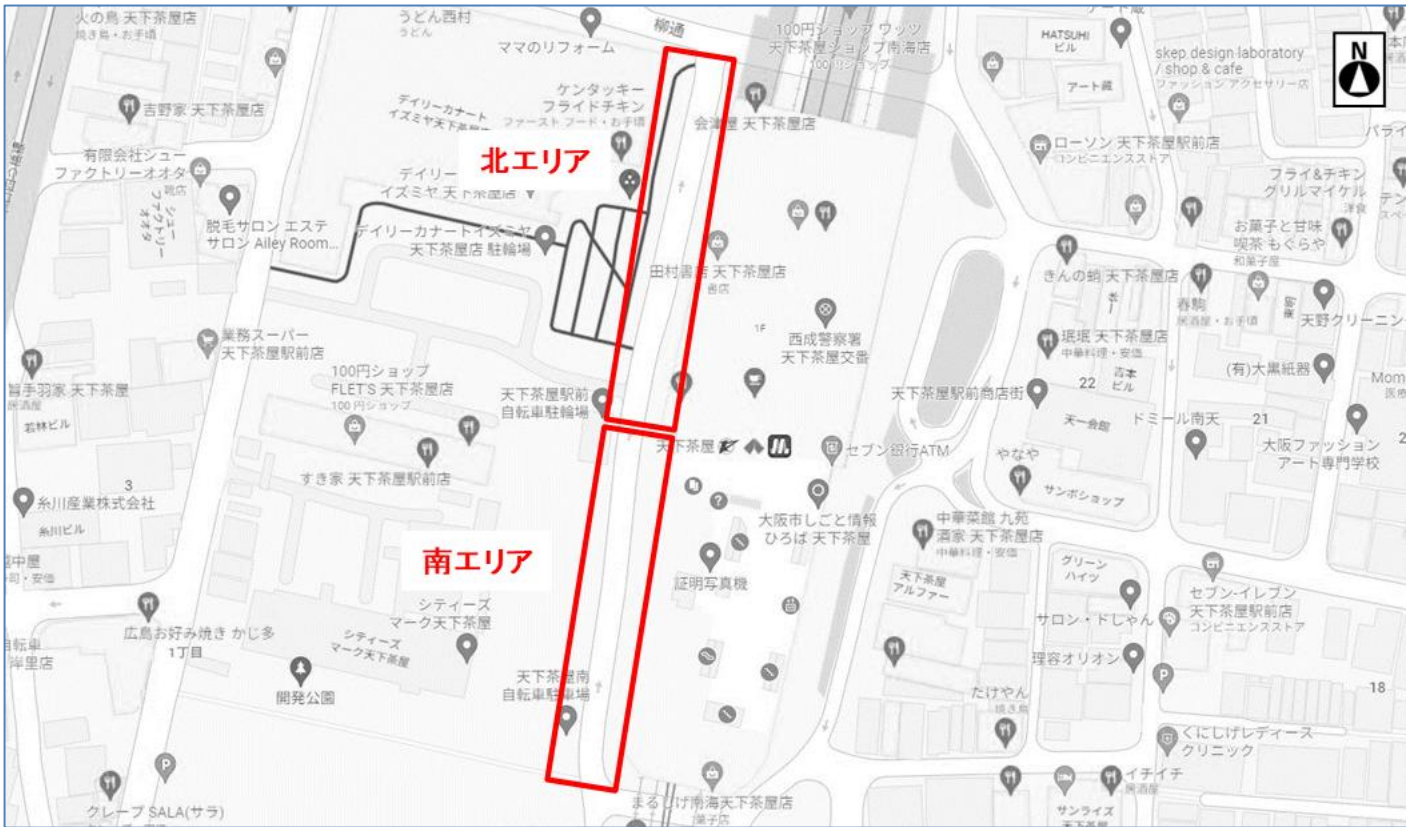 火の鳥 天下茶屋店
焼き鳥・お手頃
うどん西村
うどん
ママのリフォーム
柳通
100円ショップ ワッツ
天下茶屋ショップ南海店
100円ショップ
HATSUHI
ビル
アート蔵
skep design laboratory
/ shop & cafe
ファッション アクセサリー店
N
吉野家 天下茶屋店
デイリーカナート
イズミヤ天下茶屋店
ケンタッキー
フライドチキン
ファースト フード・お手頃
会津屋 天下茶屋店
ローソン 天下茶屋駅前店
コンビニエンスストア
有限会社シュー
ファクトリーオオタ
靴店
シュー
ファクトリー
オオタ
北エリア
デイリー
イズミヤ 天下茶屋店
フライ&チキン
グリルマイケル
洋食
脱毛サロン エステ
サロン Ailey Room...
デイリーカナートイズミヤ
天下茶屋店 駐輪場
お菓子と甘味
喫茶 もぐらや
和菓子屋
田村書店 天下茶屋店
書店
きんの蛸 天下茶屋店
春駒
居酒屋・お手頃
天野クリーニン
1F
西成警察署
天下茶屋交番
業務スーパー
天下茶屋駅前店
珉珉 天下茶屋店
中華料理・安価
吉本
ビル
(有)大黒紙器
100円ショップ
FLET'S 天下茶屋店
100 円ショップ
旨手羽家 天下茶屋
居酒屋
若林ビル
天下茶屋駅前
自転車駐輪場
天下茶屋駅前商店街
22
天一会館
ドミール南天
21
Mom
医療
天下茶屋
セブン銀行ATM
大阪ファッション
アート専門学校
すき家 天下茶屋駅前店
やなや
サンボショップ
3
糸川産業株式会社
糸川ビル
大阪市しごと情報
ひろば 天下茶屋
中華菜館 九苑
酒家 天下茶屋店
中華料理・安価
南エリア
証明写真機
天下茶屋
アルファー
グリーン
ハイツ
セブン-イレブン
天下茶屋駅前店
コンビニエンスストア
シティーズ
マーク天下茶屋
シティーズ
マーク天下茶屋
サロン・ドしゃん
広島お好み焼き かじ多
1丁目
理容オリオン
開発公園
天下茶屋南
自転車駐車場
P
18
たけやん
焼き鳥
くにしげレディース
クリニック
P
まるしげ南海天下茶屋店
菓子店
イチイチ
居酒屋
クレープ SALA(サラ)
サンライズ